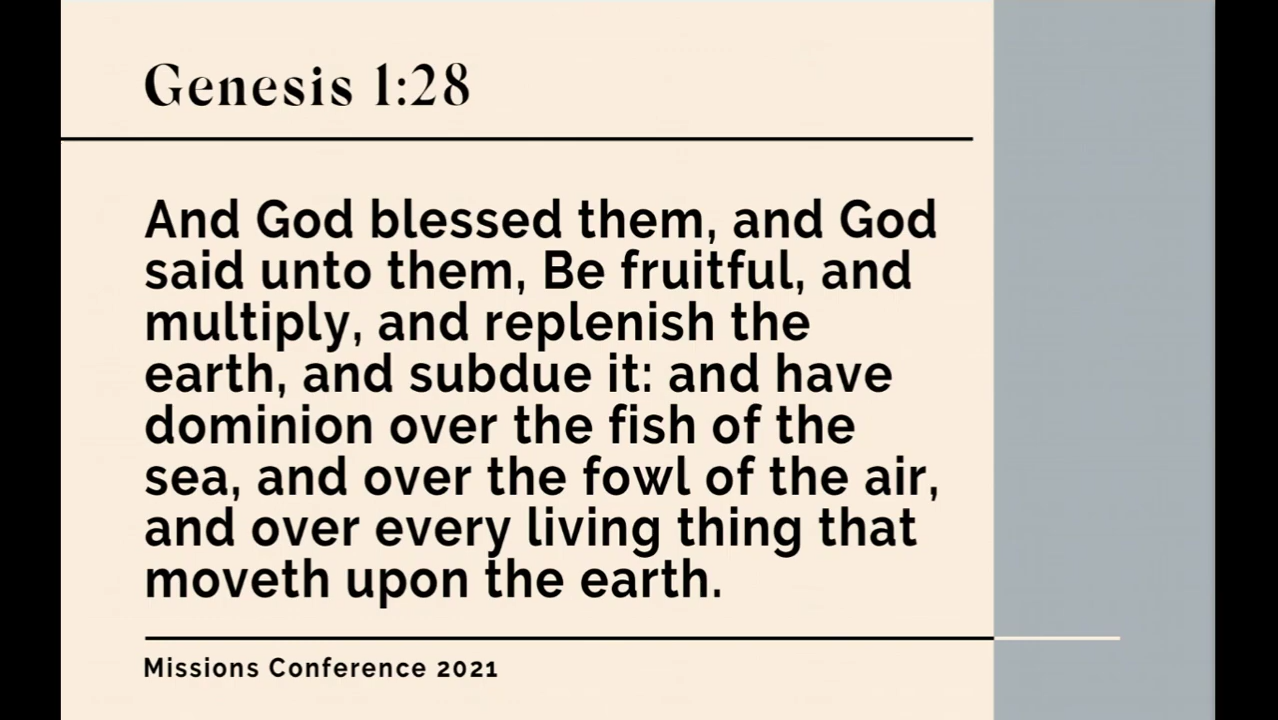 Genesis 1:28
And God blessed them, and God
said unto them, Be fruitful, and
multiply, and replenish the
earth, and subdue it: and have
dominion over the fish of the
sea, and over the fowl of the air,
and over every living thing that
moveth upon the earth.
Missions Conference 2021